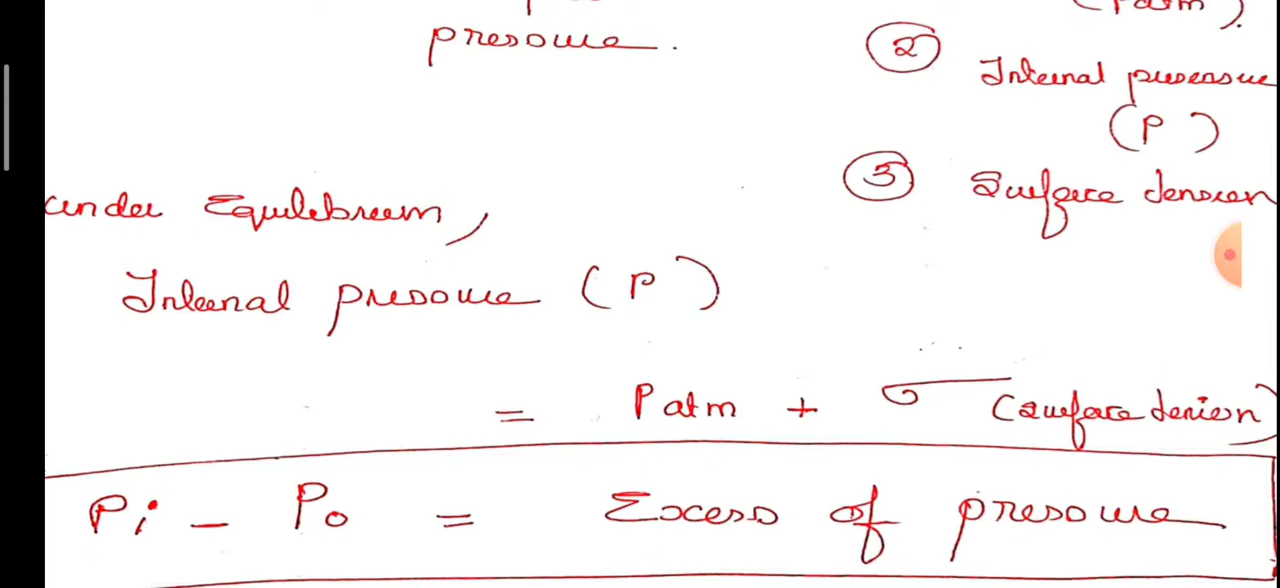 (Patm).
pressure.
②
Internal pressure
(P)
③ Surface tension
under Equilibrium,
Internal pressure (P)
= Patm + σ (Surface tension)
Pi - Po = Excess of pressure